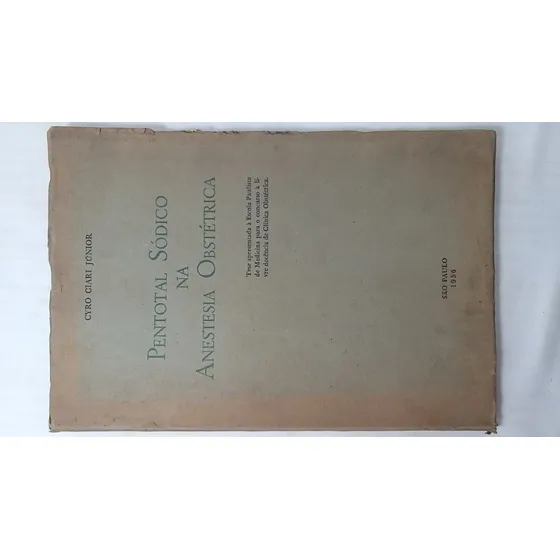 CYRO CIARI JÚNIOR
PENTOTAL SÓDICO
NA
ANESTESIA OBSTÉTRICA
Tese apresentada à Escola Paulista
de Medicina para o concurso à li-
vre docência de Clínica Obstétrica.
SÃO PAULO
1956